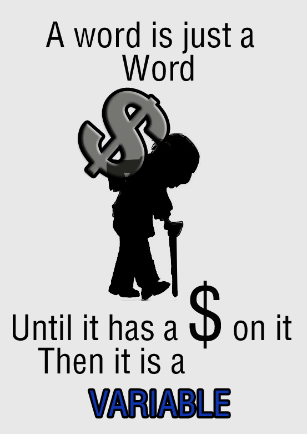 A word is just a
Word
$
Until it has a $ on it
Then it is a
VARIABLE